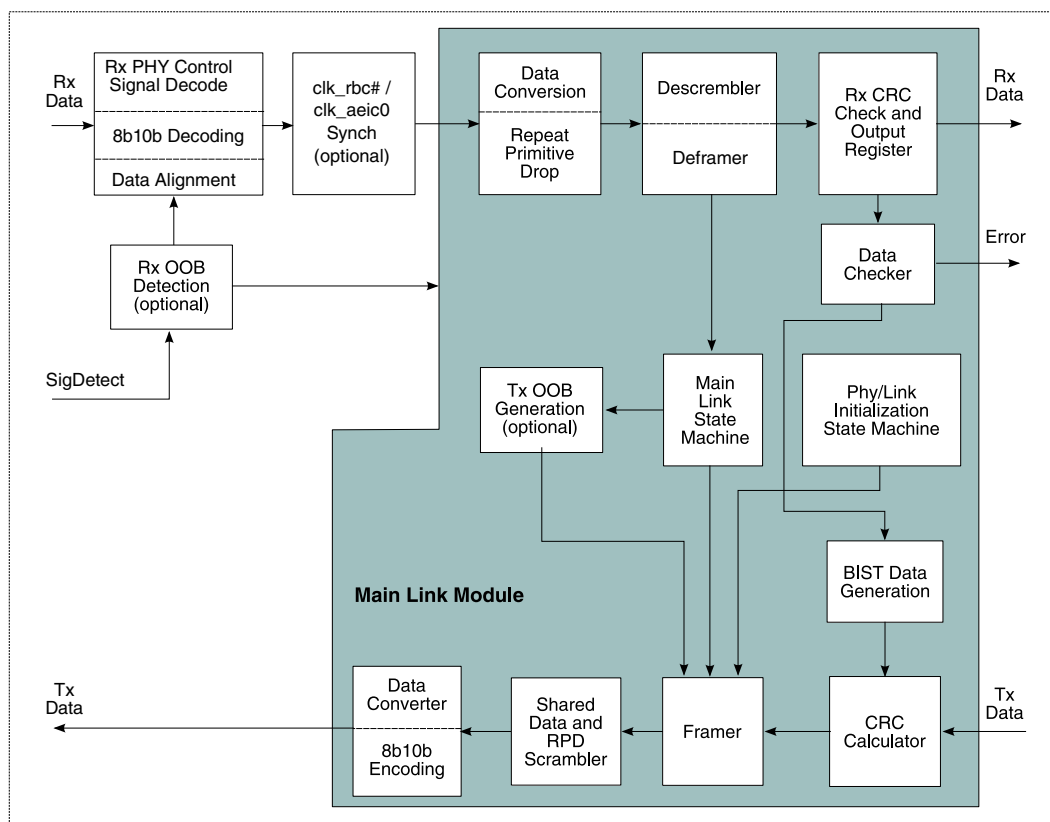 Rx
Data
Rx PHY Control
Signal Decode
8b10b Decoding
Data Alignment
clk_rbc# /
clk_aeic0
Synch
(optional)
Data
Conversion
Repeat
Primitive
Drop
Descrembler
Deframer
Rx CRC
Check and
Output
Register
Rx
Data
Rx OOB
Detection
(optional)
Data
Checker
Error
SigDetect
Tx OOB
Generation
(optional)
Main
Link
State
Machine
Phy/Link
Initialization
State Machine
BIST Data
Generation
Main Link Module
Tx
Data
Data
Converter
8b10b
Encoding
Shared
Data and
RPD
Scrambler
Framer
CRC
Calculator
Tx
Data